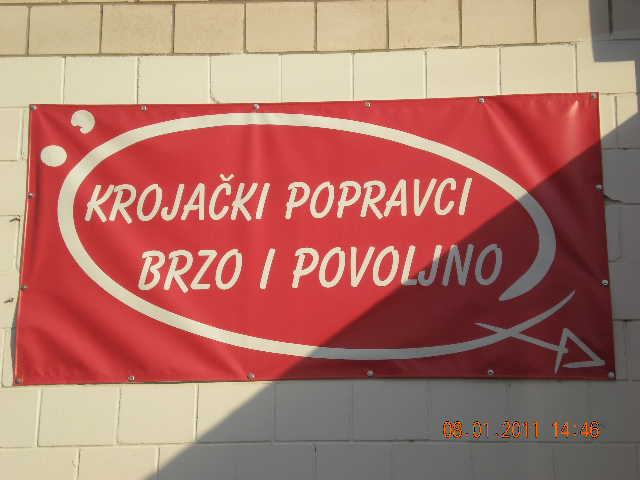 KROJAČKI POPRAVCI
BRZO I POVOLJNO
08.01.2011 14:46